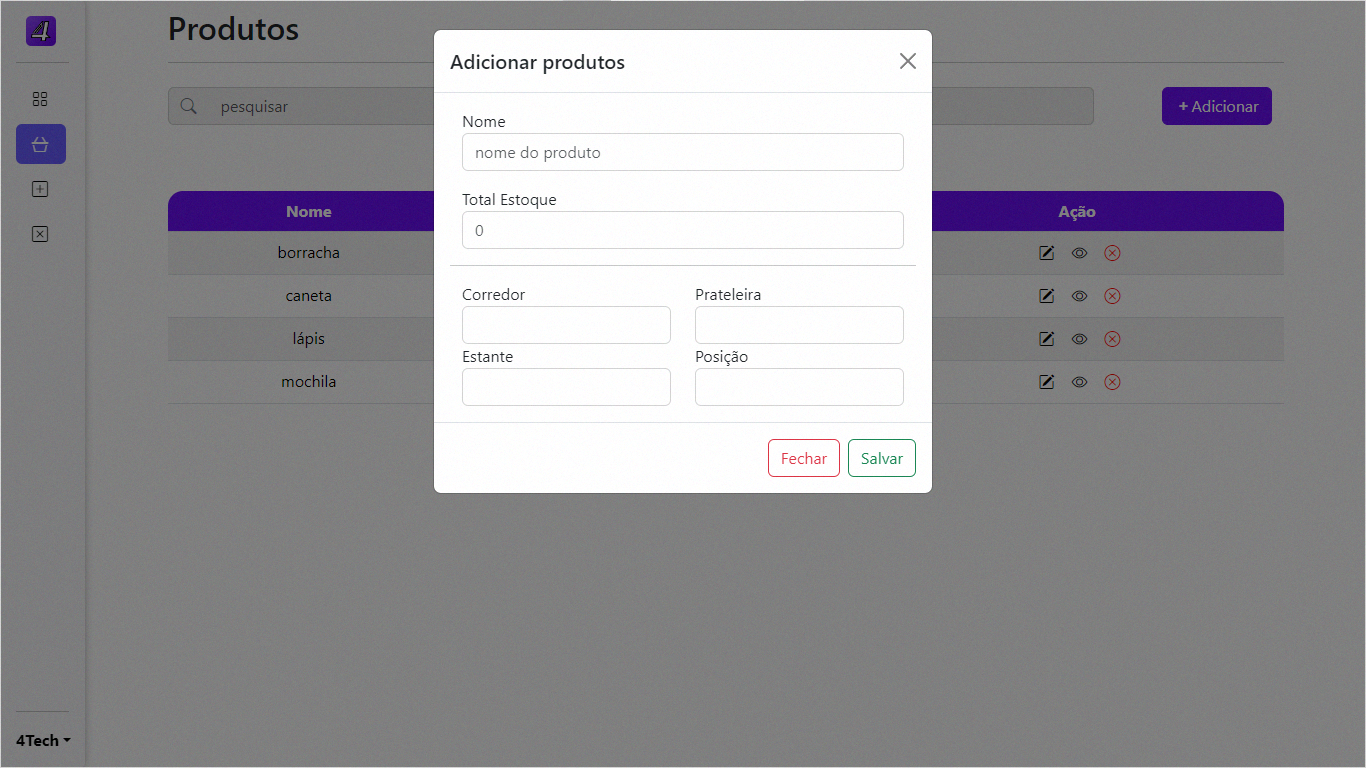 4
Produtos
pesquisar
+ Adicionar
Nome
Ação
borracha
caneta
lápis
mochila
Adicionar produtos
Nome
nome do produto
Total Estoque
0
Corredor Prateleira
Estante Posição
Fechar Salvar
4Tech